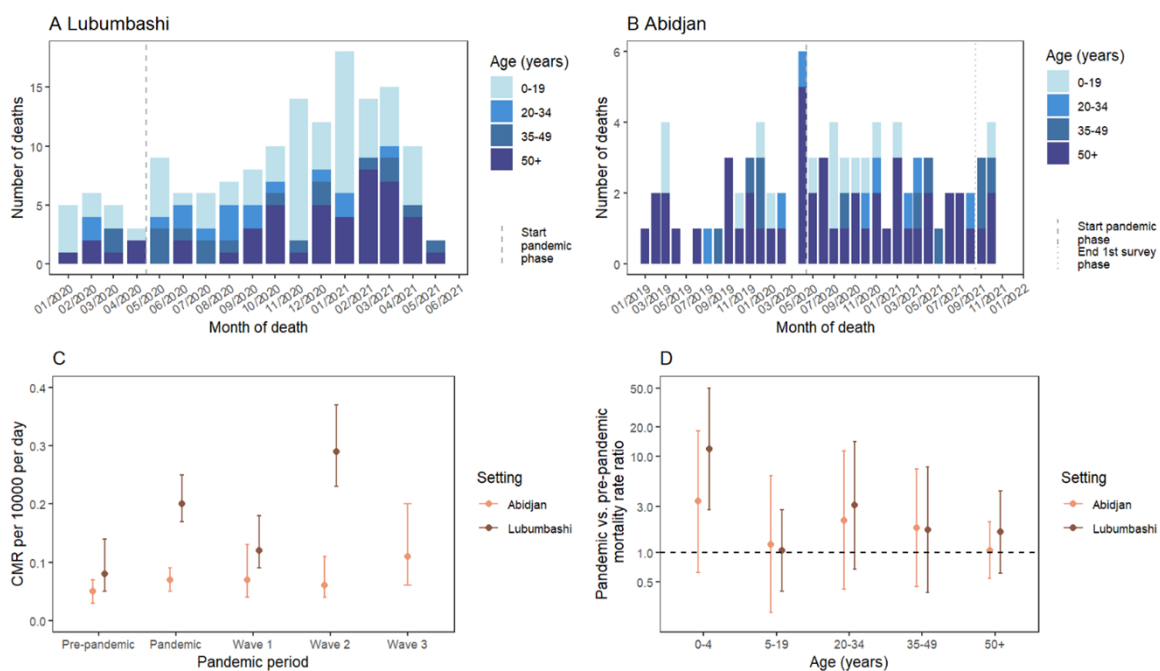 A Lubumbashi
Number of deaths
15
10
5
0
01/2020
02/2020
03/2020
04/2020
05/2020
06/2020
07/2020
08/2020
09/2020
10/2020
11/2020
12/2020
01/2021
02/2021
03/2021
04/2021
05/2021
06/2021
Month of death
Age (years)
0-19
20-34
35-49
50+
Start
pandemic
phase
B Abidjan
Number of deaths
6
4
2
0
01/2019
03/2019
05/2019
07/2019
09/2019
11/2019
01/2020
03/2020
05/2020
07/2020
09/2020
11/2020
01/2021
03/2021
05/2021
07/2021
09/2021
11/2021
01/2022
Month of death
Age (years)
0-19
20-34
35-49
50+
Start pandemic
phase
End 1st survey
phase
C
CMR per 10000 per day
0.4
0.3
0.2
0.1
0.0
Pre-pandemic
Pandemic
Wave 1
Wave 2
Wave 3
Pandemic period
Setting
Abidjan
Lubumbashi
D
Pandemic vs. pre-pandemic
mortality rate ratio
50.0
20.0
10.0
3.0
1.0
0.5
0-4
5-19
20-34
35-49
50+
Age (years)
Setting
Abidjan
Lubumbashi